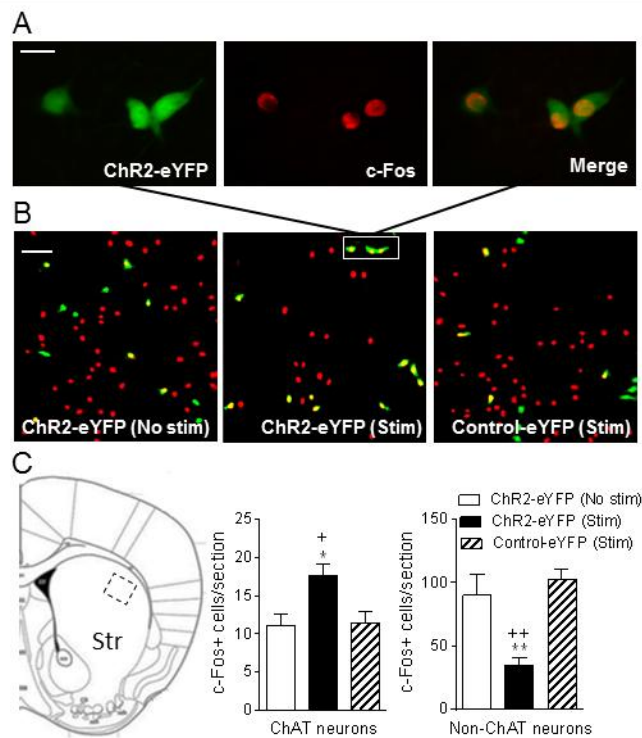 A
ChR2-eYFP
c-Fos
Merge
B
ChR2-eYFP (No stim)
ChR2-eYFP (Stim)
Control-eYFP (Stim)
C
Str
c-Fos+ cells/section
25
20
15
10
5
0
+
*
ChAT neurons
ChR2-eYFP (No stim)
ChR2-eYFP (Stim)
Control-eYFP (Stim)
c-Fos+ cells/section
150
100
50
0
++
**
Non-ChAT neurons